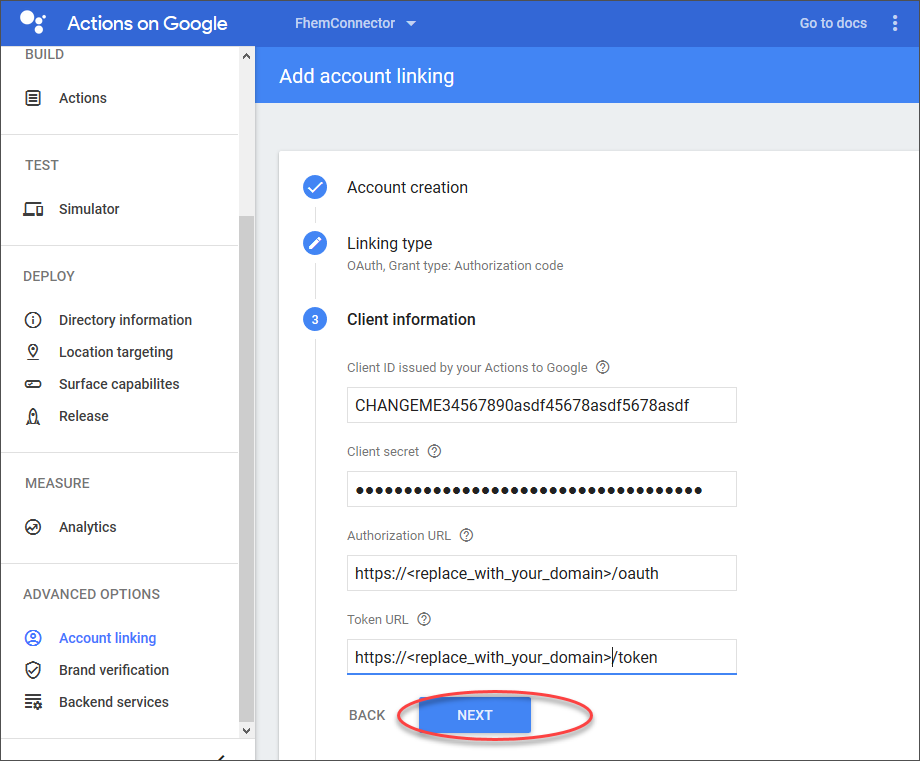 Actions on Google
FhemConnector
Go to docs
BUILD
Actions
TEST
Simulator
DEPLOY
Directory information
Location targeting
Surface capabilites
Release
MEASURE
Analytics
ADVANCED OPTIONS
Account linking
Brand verification
Backend services
Add account linking
Account creation
Linking type
OAuth, Grant type: Authorization code
3 Client information
Client ID issued by your Actions to Google
CHANGEME34567890asdf45678asdf5678asdf
Client secret
••••••••••••••••••••••••••••••••••••
Authorization URL
https://<replace_with_your_domain>/oauth
Token URL
https://<replace_with_your_domain>/token
BACK NEXT